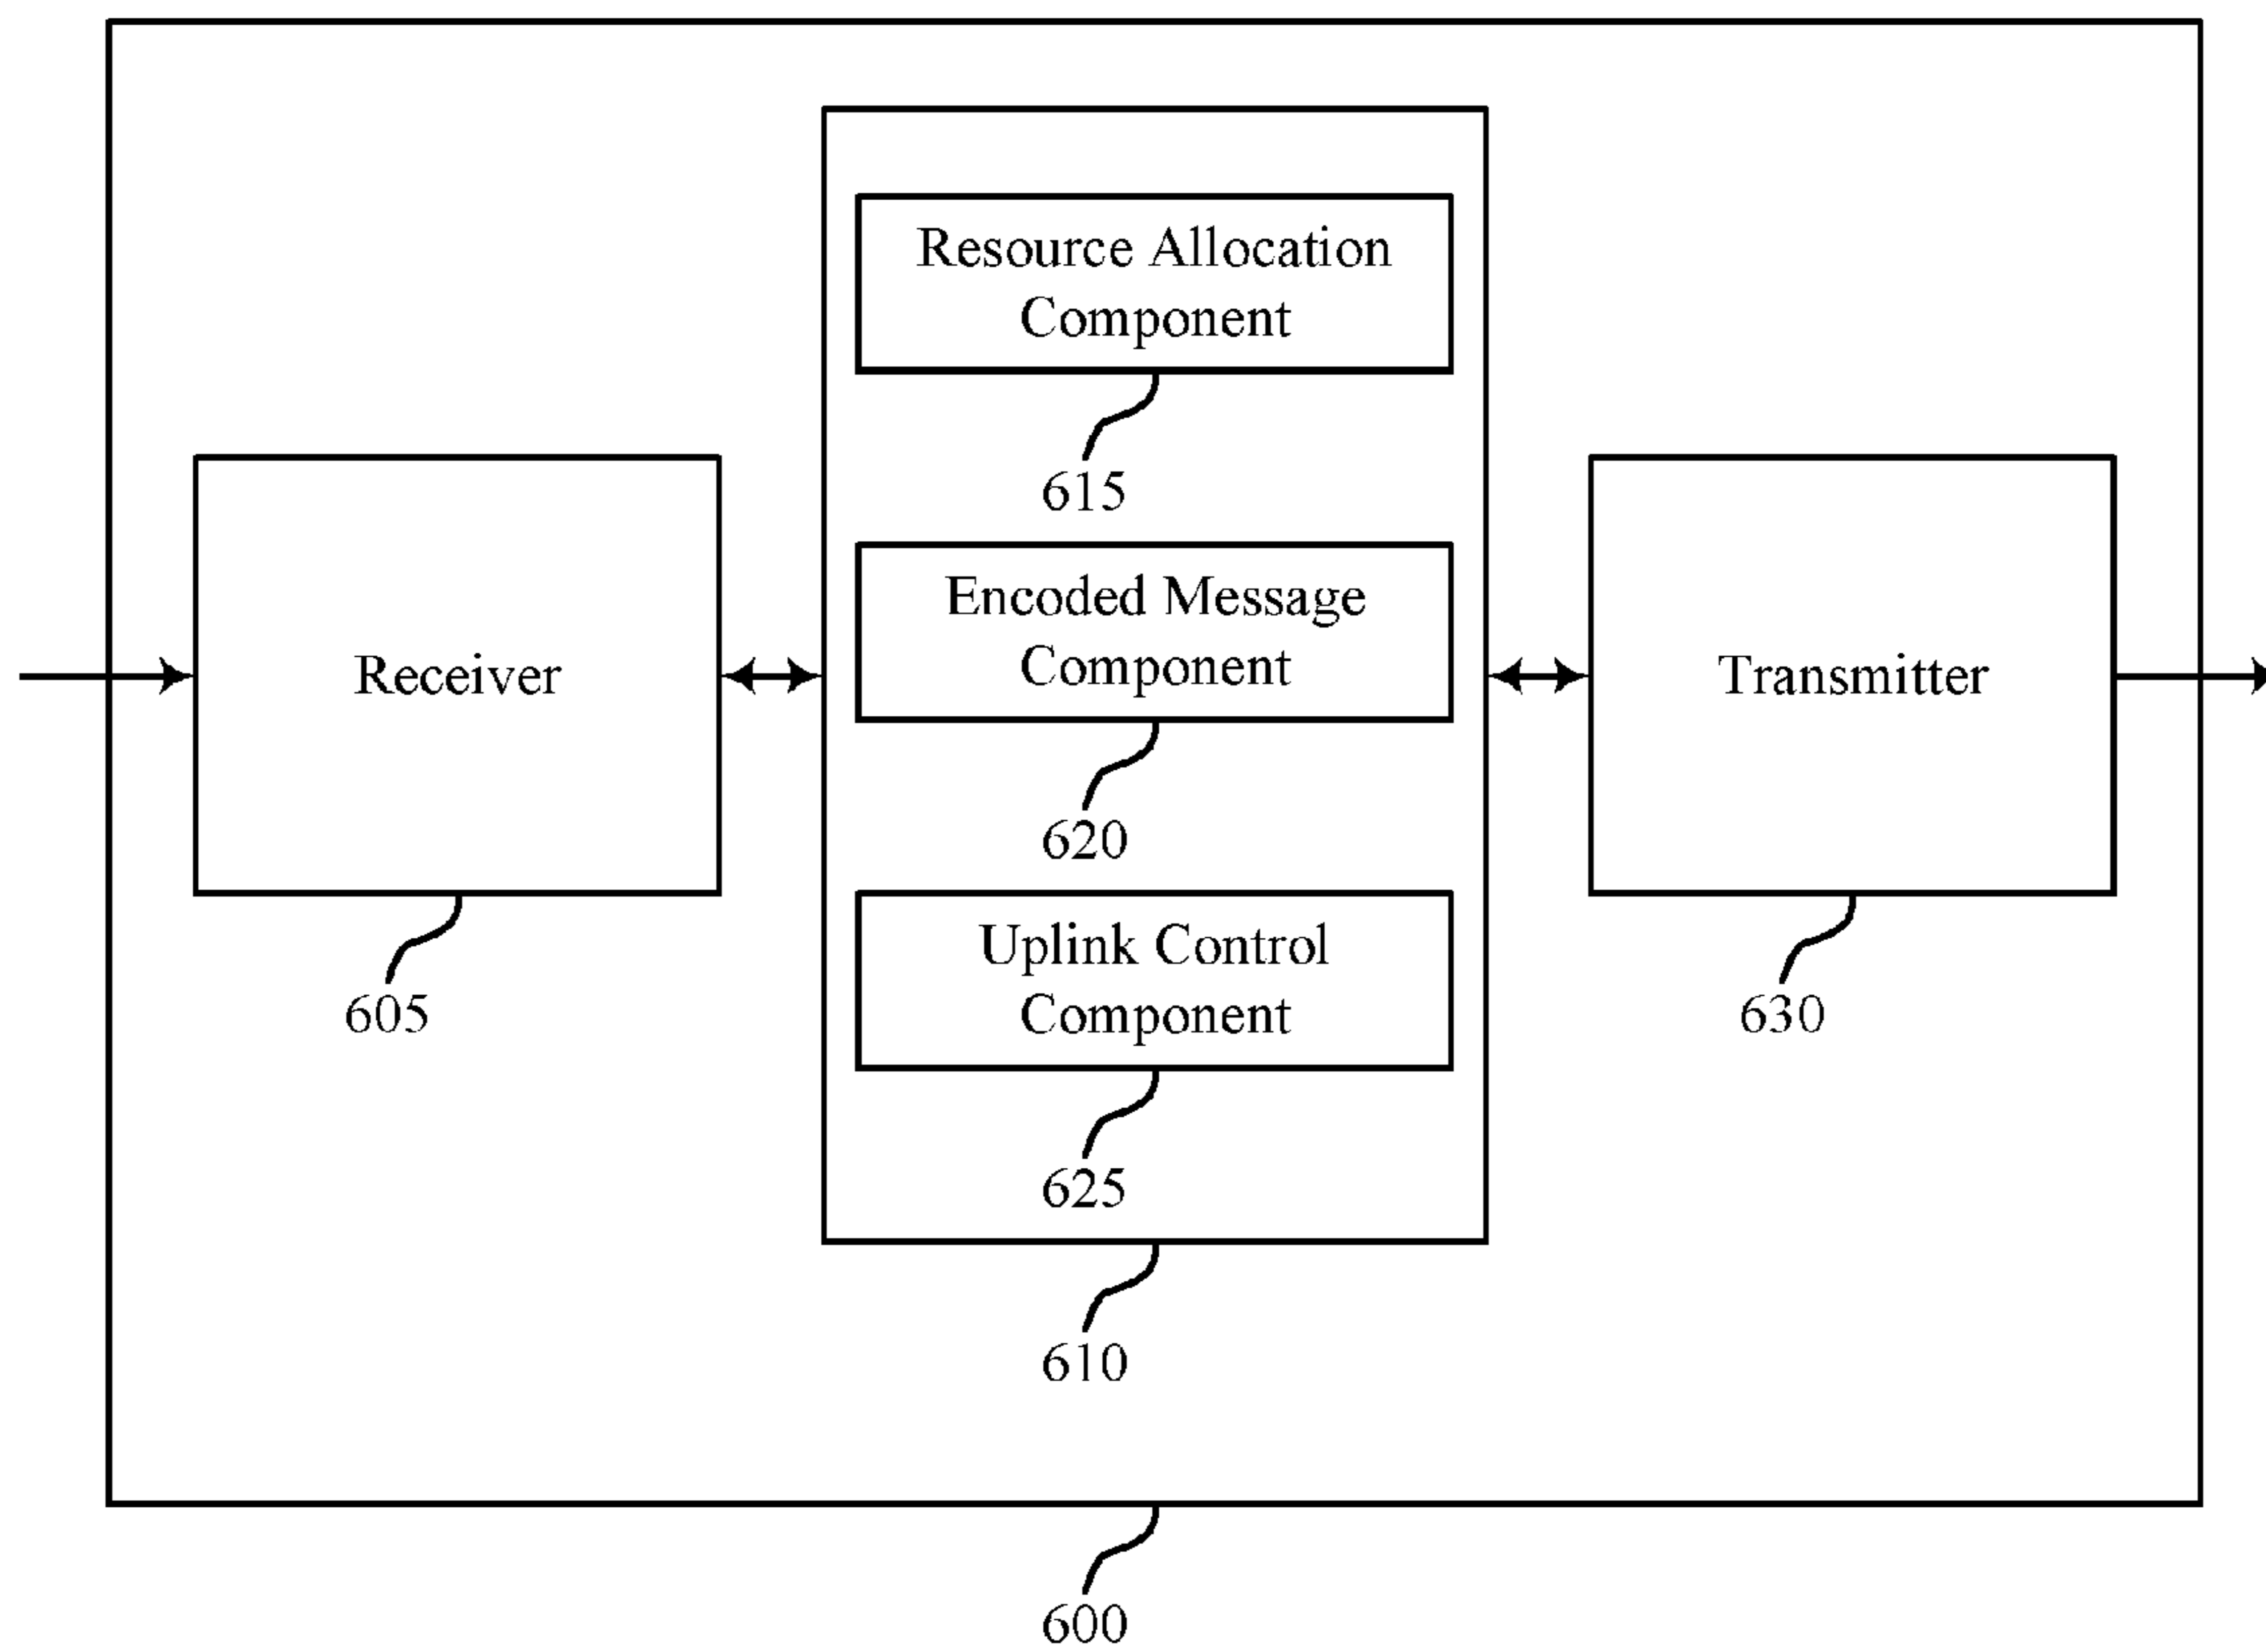 Resource Allocation
Component
615
Receiver
605
Encoded Message
Component
620
Uplink Control
Component
625
610
Transmitter
630
600